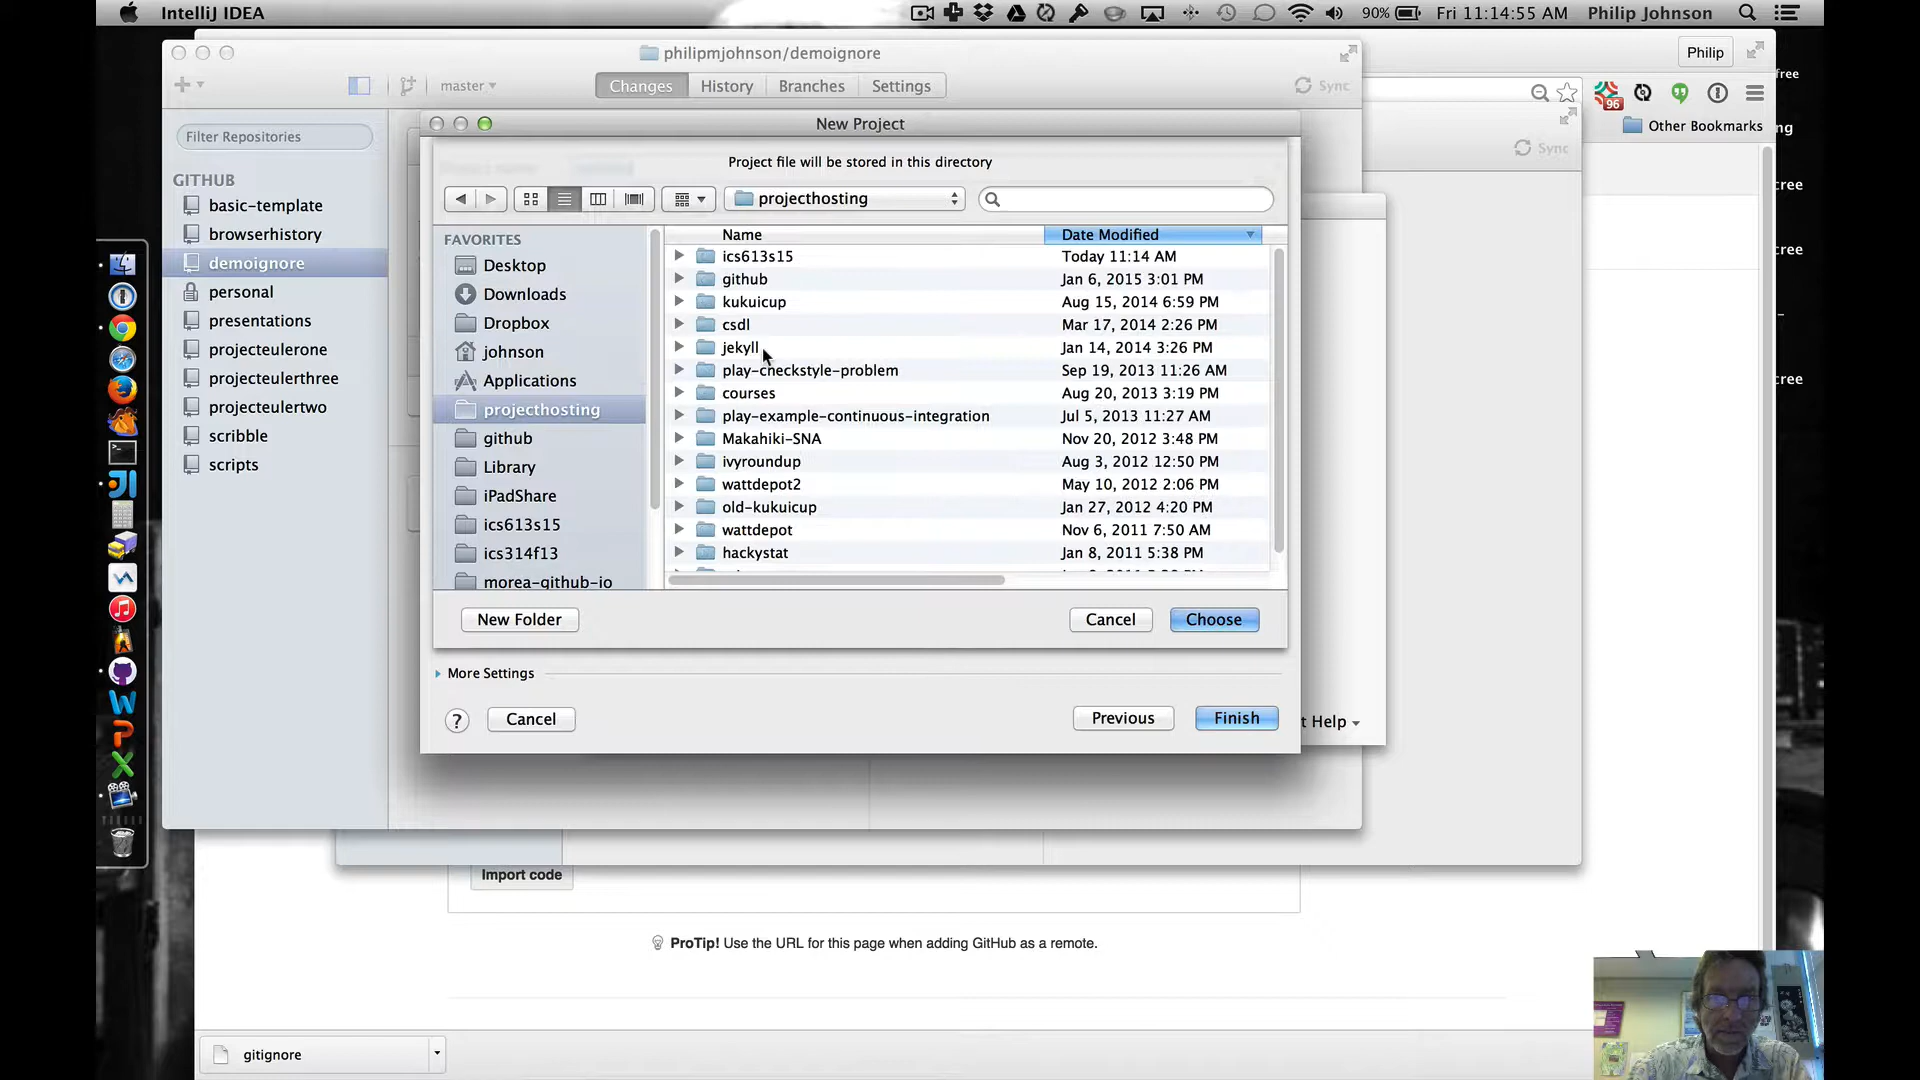 IntelliJ IDEA
90%
Fri 11:14:55 AM
Philip Johnson
philipmjohnson/demoignore
Philip
free
master
Changes
History
Branches
Settings
Sync
96
Other Bookmarks
Filter Repositories
New Project
Sync
Project file will be stored in this directory
GITHUB
basic-template
browserhistory
demoignore
personal
presentations
projecteulerone
projecteulerthree
projecteulertwo
scribble
scripts
projecthosting
FAVORITES
Desktop
Downloads
Dropbox
johnson
Applications
projecthosting
github
Library
iPadShare
ics613s15
ics314f13
morea-github-io
Name
Date Modified
ics613s15
Today 11:14 AM
github
Jan 6, 2015 3:01 PM
kukuicup
Aug 15, 2014 6:59 PM
csdl
Mar 17, 2014 2:26 PM
jekyll
Jan 14, 2014 3:26 PM
play-checkstyle-problem
Sep 19, 2013 11:26 AM
courses
Aug 20, 2013 3:19 PM
play-example-continuous-integration
Jul 5, 2013 11:27 AM
Makahiki-SNA
Nov 20, 2012 3:48 PM
ivyroundup
Aug 3, 2012 12:50 PM
wattdepot2
May 10, 2012 2:06 PM
old-kukuicup
Jan 27, 2012 4:20 PM
wattdepot
Nov 6, 2011 7:50 AM
hackystat
Jan 8, 2011 5:38 PM
New Folder
Cancel
Choose
More Settings
?
Cancel
Previous
Finish
t Help
Import code
ProTip! Use the URL for this page when adding GitHub as a remote.
gitignore